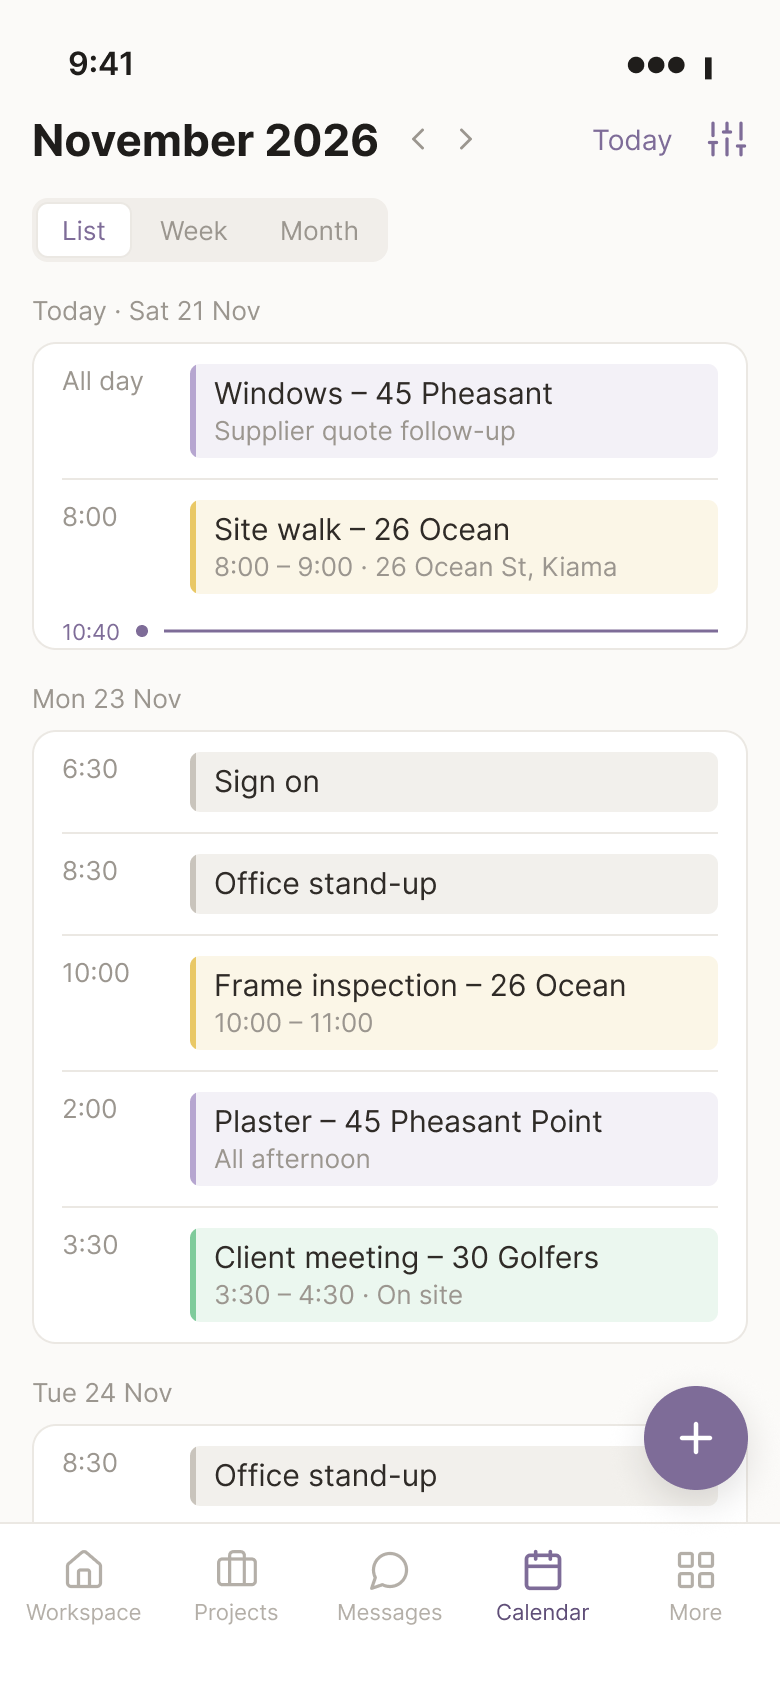 9:41
November 2026
Today
List Week Month
Today · Sat 21 Nov
All day
Windows – 45 Pheasant
Supplier quote follow-up
8:00
Site walk – 26 Ocean
8:00 – 9:00 · 26 Ocean St, Kiama
10:40
Mon 23 Nov
6:30
Sign on
8:30
Office stand-up
10:00
Frame inspection – 26 Ocean
10:00 – 11:00
2:00
Plaster – 45 Pheasant Point
All afternoon
3:30
Client meeting – 30 Golfers
3:30 – 4:30 · On site
Tue 24 Nov
8:30
Office stand-up
Workspace Projects Messages Calendar More